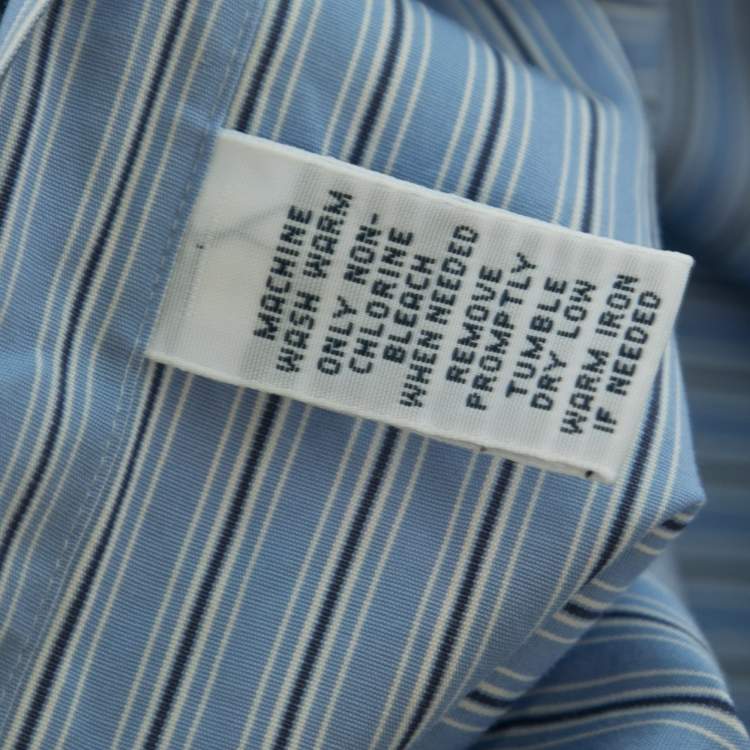 MACHINE
WASH WARM
ONLY NON-
CHLORINE
BLEACH
WHEN NEEDED
REMOVE
PROMPTLY
TUMBLE
DRY LOW
WARM IRON
IF NEEDED